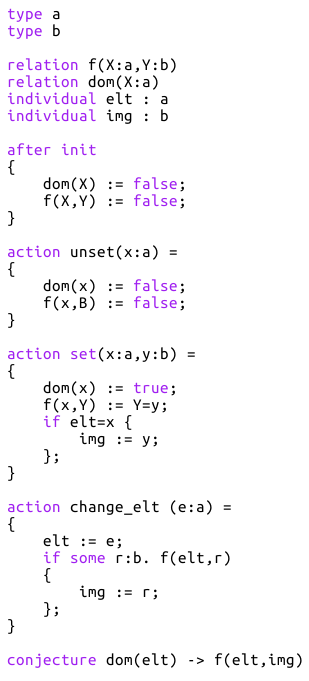 type a
type b
relation f(X:a,Y:b)
relation dom(X:a)
individual elt : a
individual img : b
after init
{
    dom(X) := false;
    f(X,Y) := false;
}
action unset(x:a) =
{
    dom(x) := false;
    f(x,B) := false;
}
action set(x:a,y:b) =
{
    dom(x) := true;
    f(x,Y) := Y=y;
    if elt=x {
        img := y;
    };
}
action change_elt (e:a) =
{
    elt := e;
    if some r:b. f(elt,r)
    {
        img := r;
    };
}
conjecture dom(elt) -> f(elt,img)